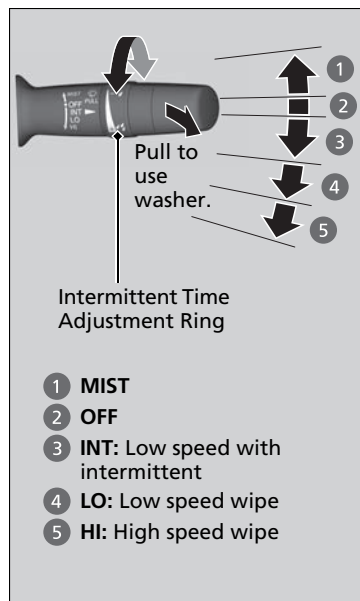 MIST
OFF PULL
INT
LO
1
2
3
4
5
Pull to
use
washer.
Intermittent Time
Adjustment Ring
1 MIST
2 OFF
3 INT: Low speed with
intermittent
4 LO: Low speed wipe
5 HI: High speed wipe